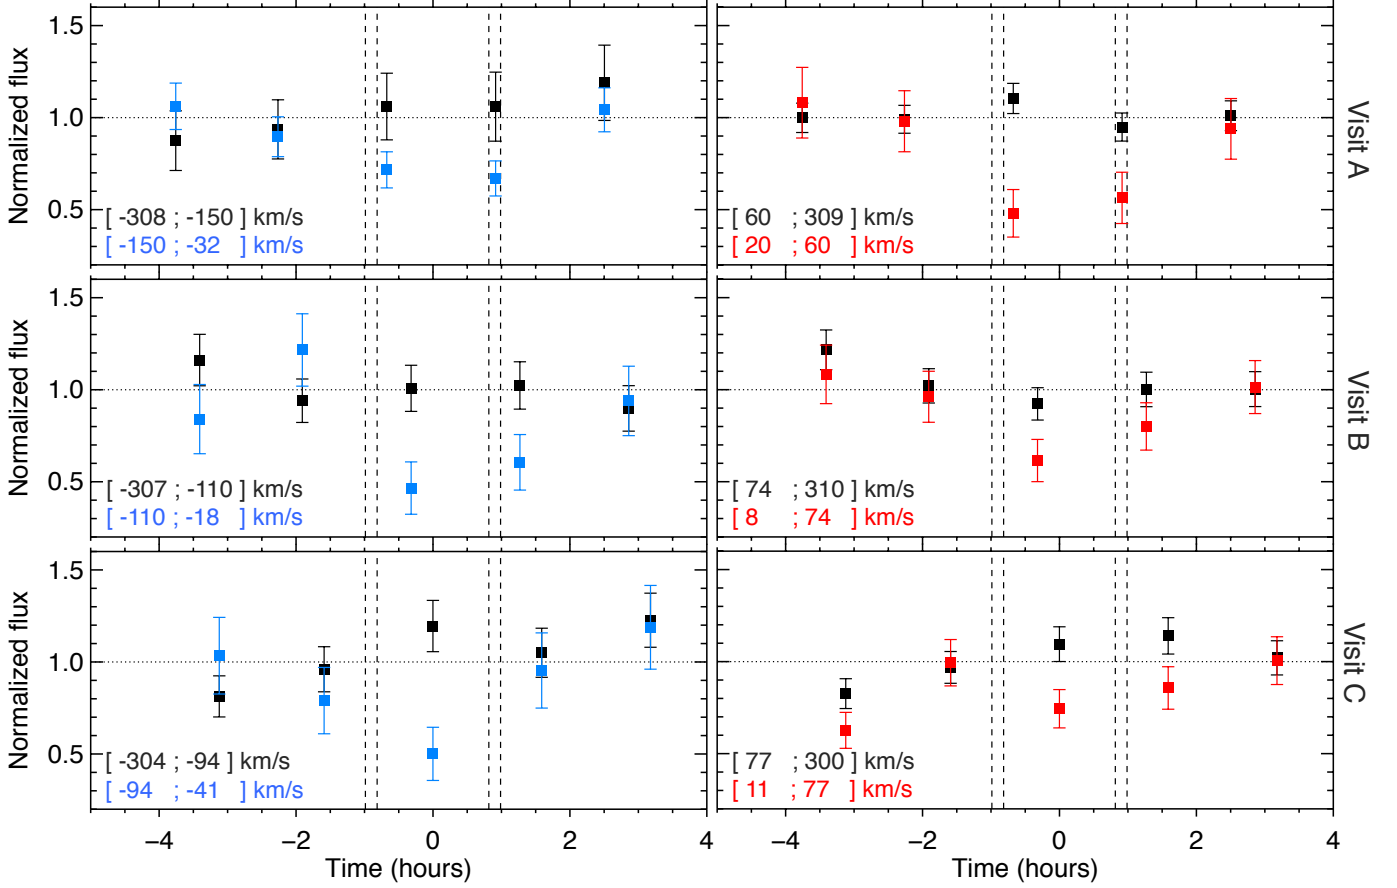 1.5
1.0
0.5
Normalized flux
[ -308 ; -150 ] km/s
[ -150 ; -32 ] km/s
[ 60 ; 309 ] km/s
[ 20 ; 60 ] km/s
Visit A
1.5
1.0
0.5
Normalized flux
[ -307 ; -110 ] km/s
[ -110 ; -18 ] km/s
[ 74 ; 310 ] km/s
[ 8 ; 74 ] km/s
Visit B
1.5
1.0
0.5
Normalized flux
[ -304 ; -94 ] km/s
[ -94 ; -41 ] km/s
[ 77 ; 300 ] km/s
[ 11 ; 77 ] km/s
Visit C
−4 −2 0 2 4
−4 −2 0 2 4
Time (hours)
Time (hours)